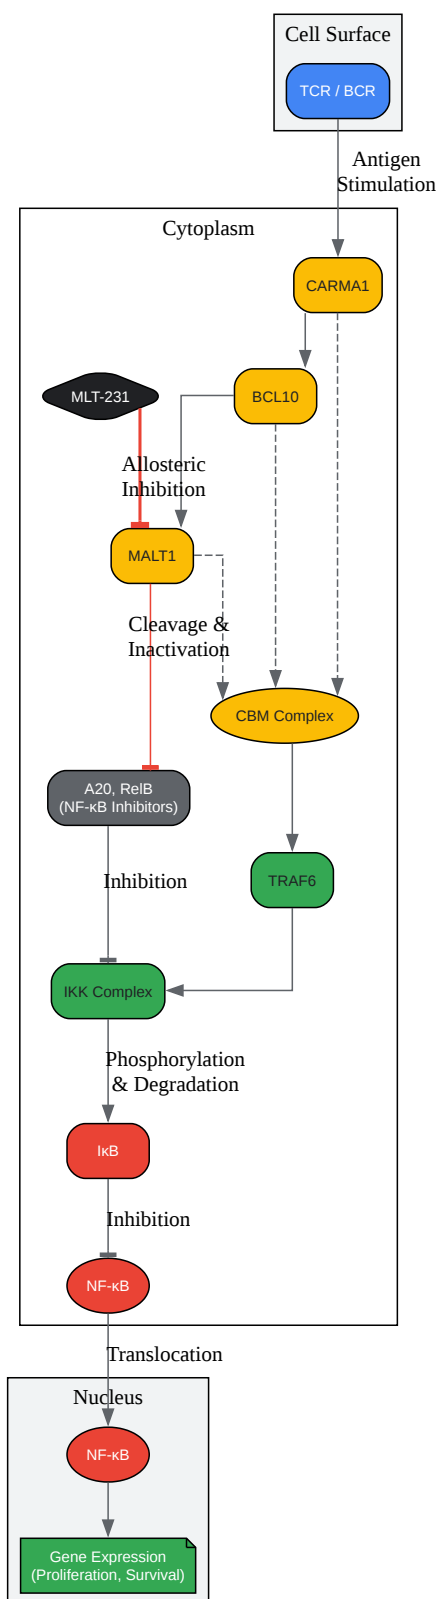 Cell Surface
TCR / BCR
Antigen
Stimulation
Cytoplasm
CARMA1
MLT-231
BCL10
Allosteric
Inhibition
MALT1
Cleavage &
Inactivation
CBM Complex
A20, RelB
(NF-κB Inhibitors)
TRAF6
Inhibition
IKK Complex
Phosphorylation
& Degradation
IκB
Inhibition
NF-κB
Translocation
Nucleus
NF-κB
Gene Expression
(Proliferation, Survival)